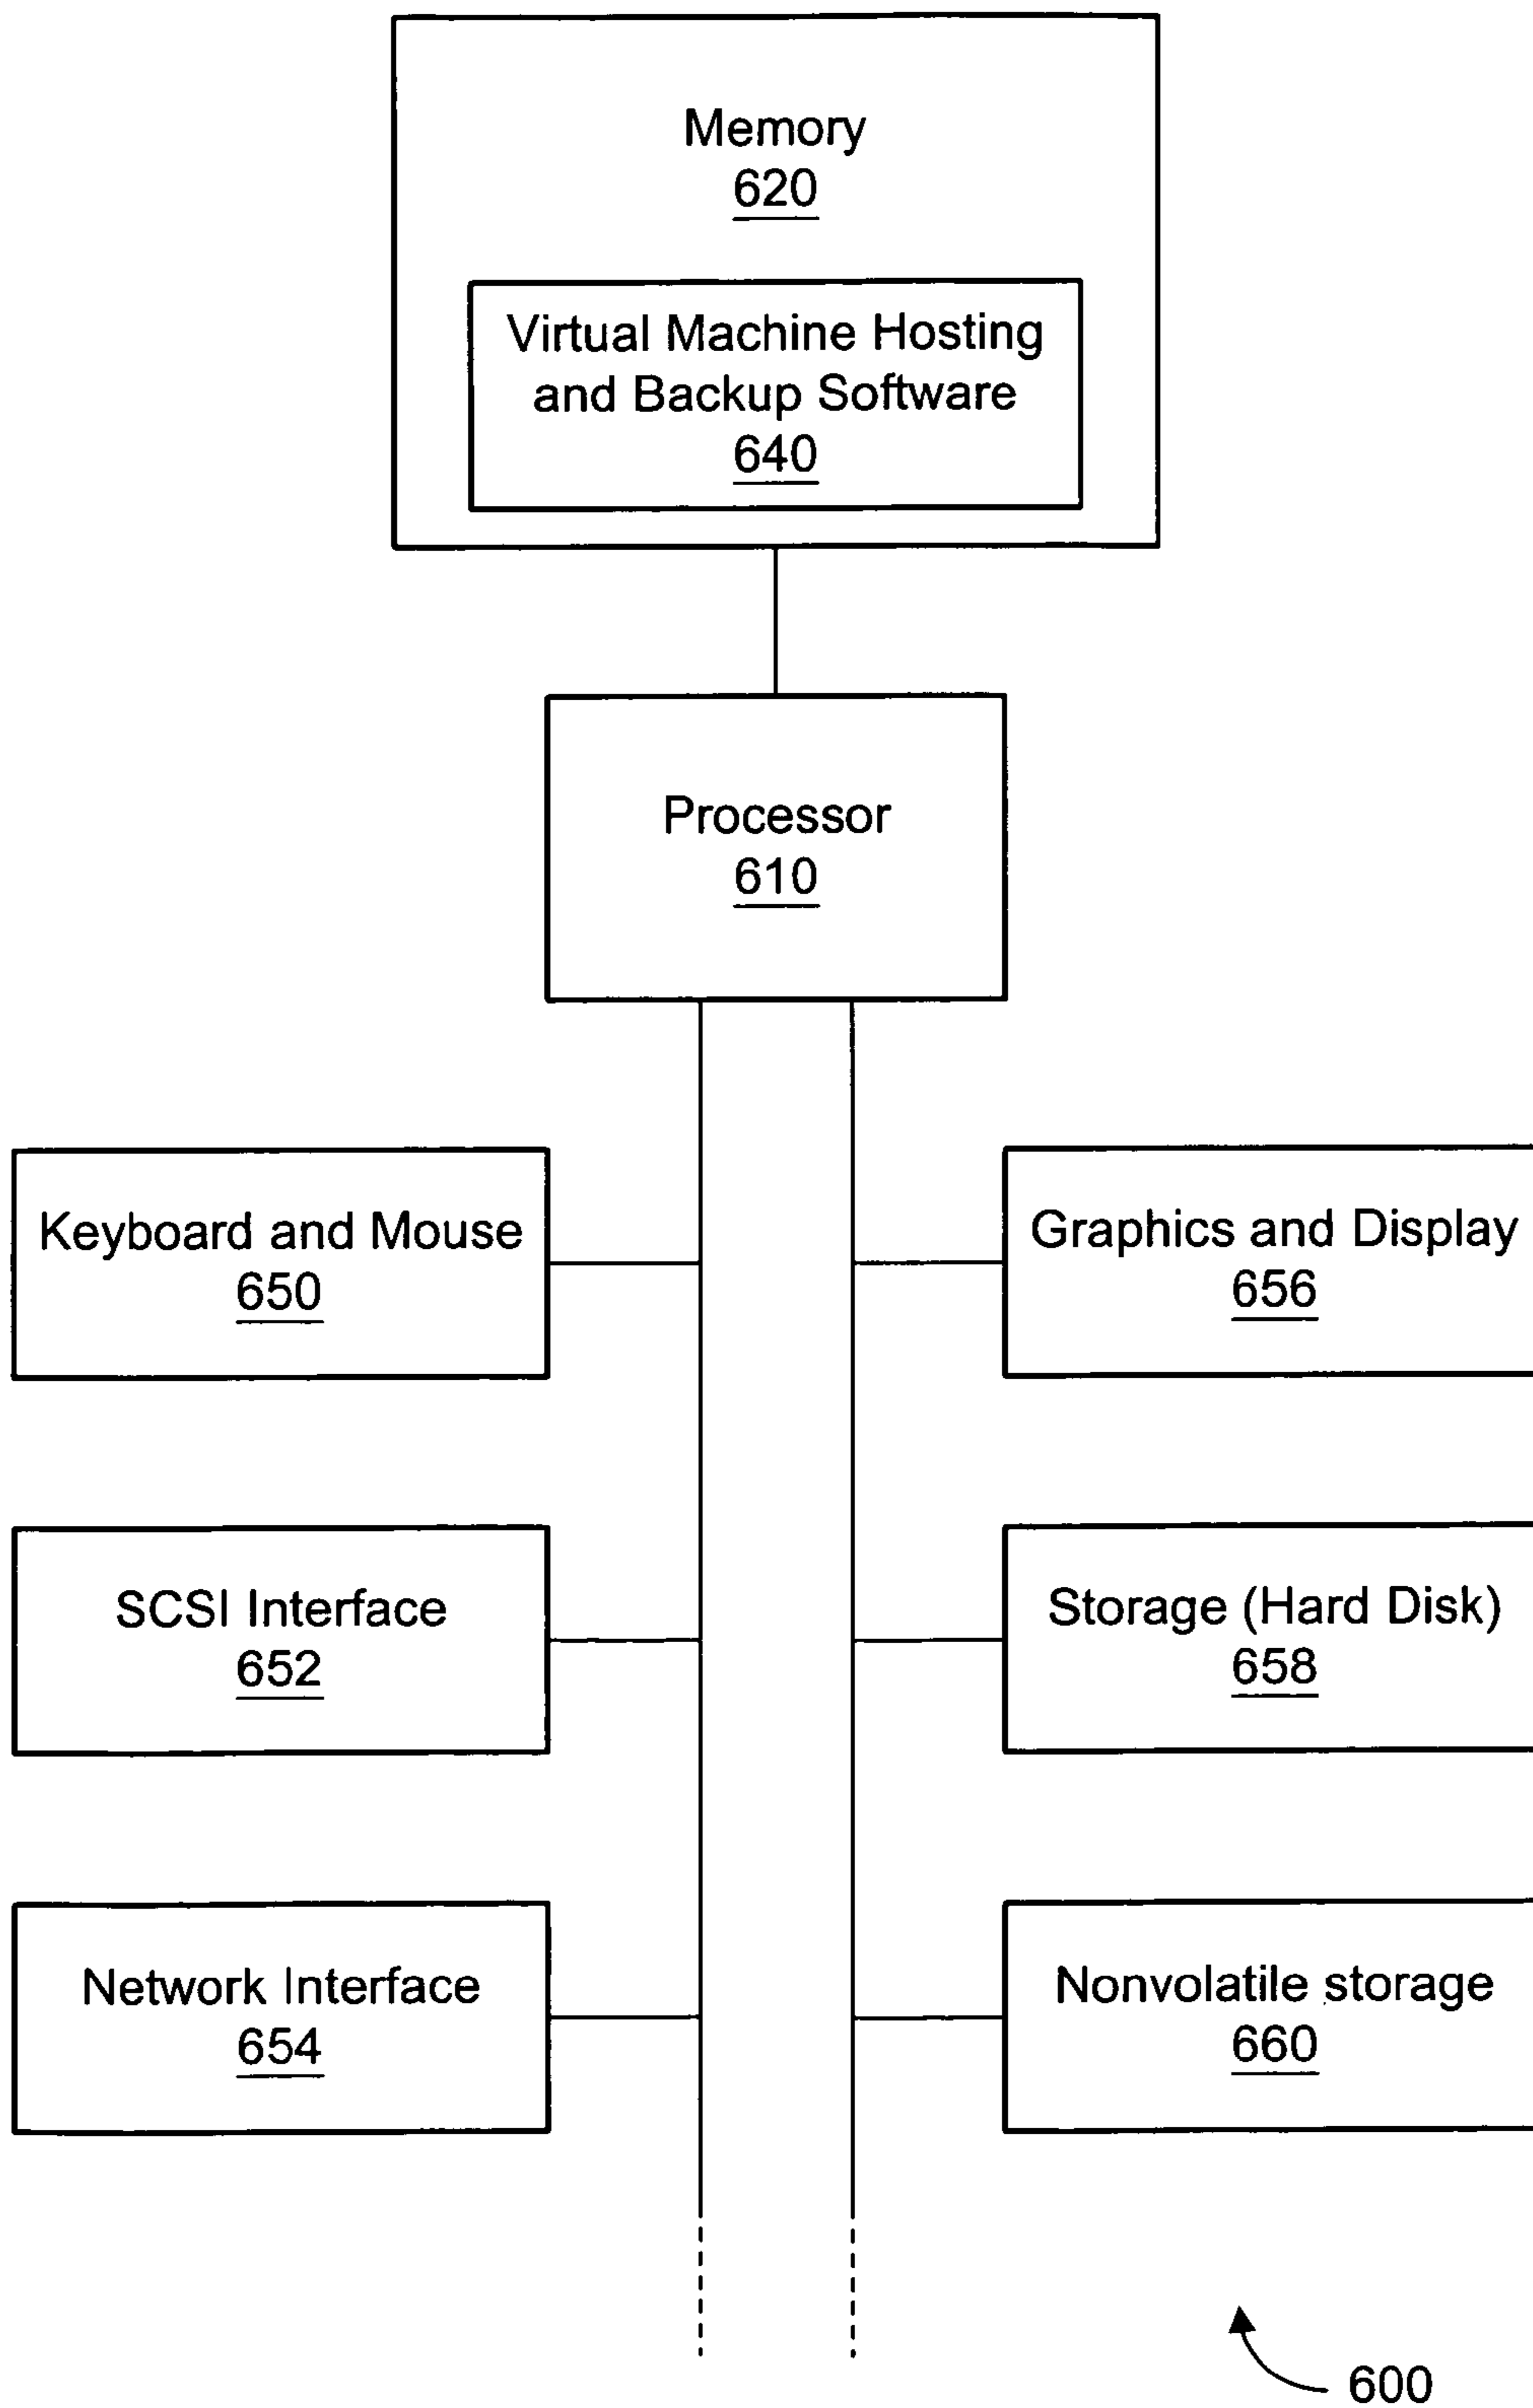 Memory
620
Virtual Machine Hosting
and Backup Software
640
Processor
610
Keyboard and Mouse
650
Graphics and Display
656
SCSI Interface
652
Storage (Hard Disk)
658
Network Interface
654
Nonvolatile storage
660
600